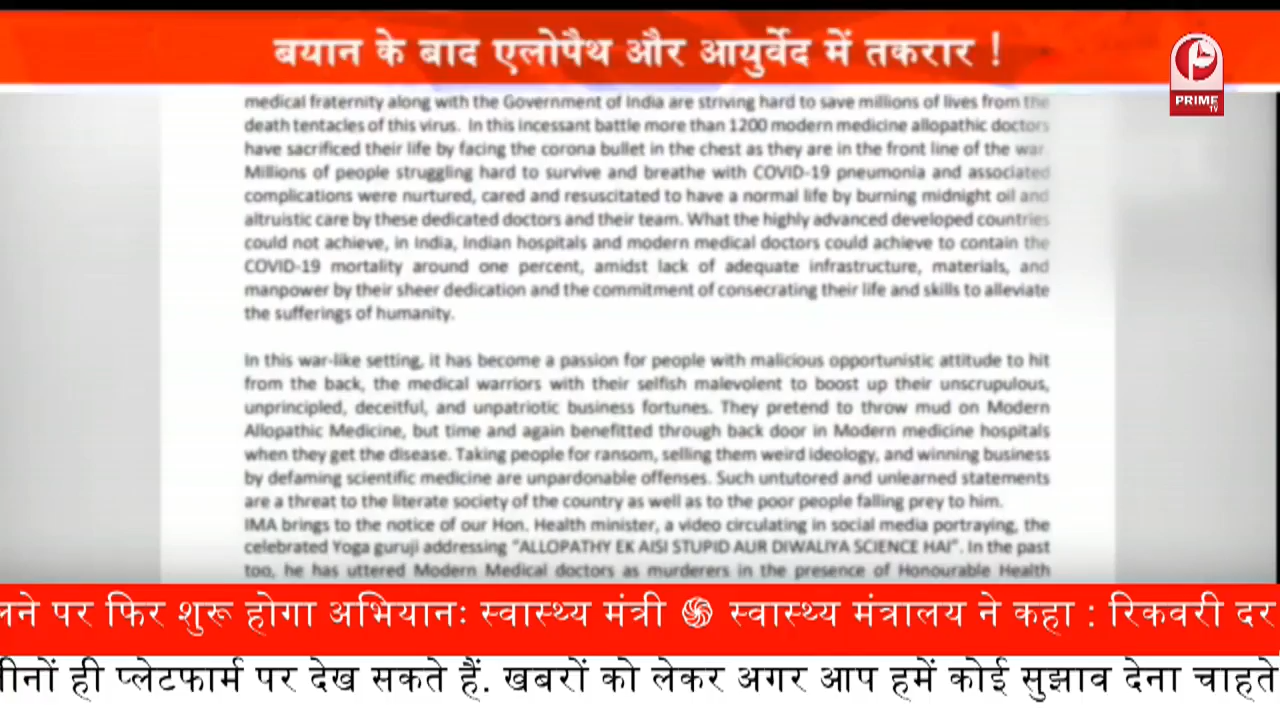 बयान के बाद एलोपैथ और आयुर्वेद में तकरार !
PRIME
TV
medical fraternity along with the Government of India are striving hard to save millions of lives from the
death tentacles of this virus. In this incessant battle more than 1200 modern medicine allopathic doctors
have sacrificed their life by facing the corona bullet in the chest as they are in the front line of the war
Millions of people struggling hard to survive and breathe with COVID-19 pneumonia and associated
complications were nurtured, cared and resuscitated to have a normal life by burning midnight oil and
altruistic care by these dedicated doctors and their team. What the highly advanced developed countries
could not achieve, in India, Indian hospitals and modern medical doctors could achieve to contain the
COVID-19 mortality around one percent, amidst lack of adequate infrastructure, materials, and
manpower by their sheer dedication and the commitment of consecrating their life and skills to alleviate
the sufferings of humanity.
In this war-like setting, it has become a passion for people with malicious opportunistic attitude to hit
from the back, the medical warriors with their selfish malevolent to boost up their unscrupulous,
unprincipled, deceitful, and unpatriotic business fortunes. They pretend to throw mud on Modern
Allopathic Medicine, but time and again benefitted through back door in Modern medicine hospitals
when they get the disease. Taking people for ransom, selling them weird ideology, and winning business
by defaming scientific medicine are unpardonable offenses. Such untutored and unlearned statements
are a threat to the literate society of the country as well as to the poor people falling prey to him.
IMA brings to the notice of our Hon. Health minister, a video circulating in social media portraying, the
celebrated Yoga guruji addressing “ALLOPATHY EK AISI STUPID AUR DIWALIYA SCIENCE HAI”. In the past
too, he has uttered Modern Medical doctors as murderers in the presence of Honourable Health
लने पर फिर शुरू होगा अभियानः स्वास्थ्य मंत्री स्वास्थ्य मंत्रालय ने कहा : रिकवरी दर
ीनों ही प्लेटफार्म पर देख सकते हैं. खबरों को लेकर अगर आप हमें कोई सुझाव देना चाहते